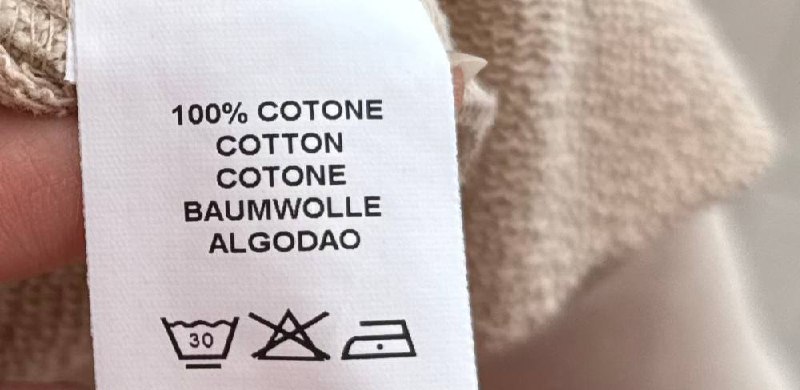 100% COTONE
COTTON
COTONE
BAUMWOLLE
ALGODAO
30